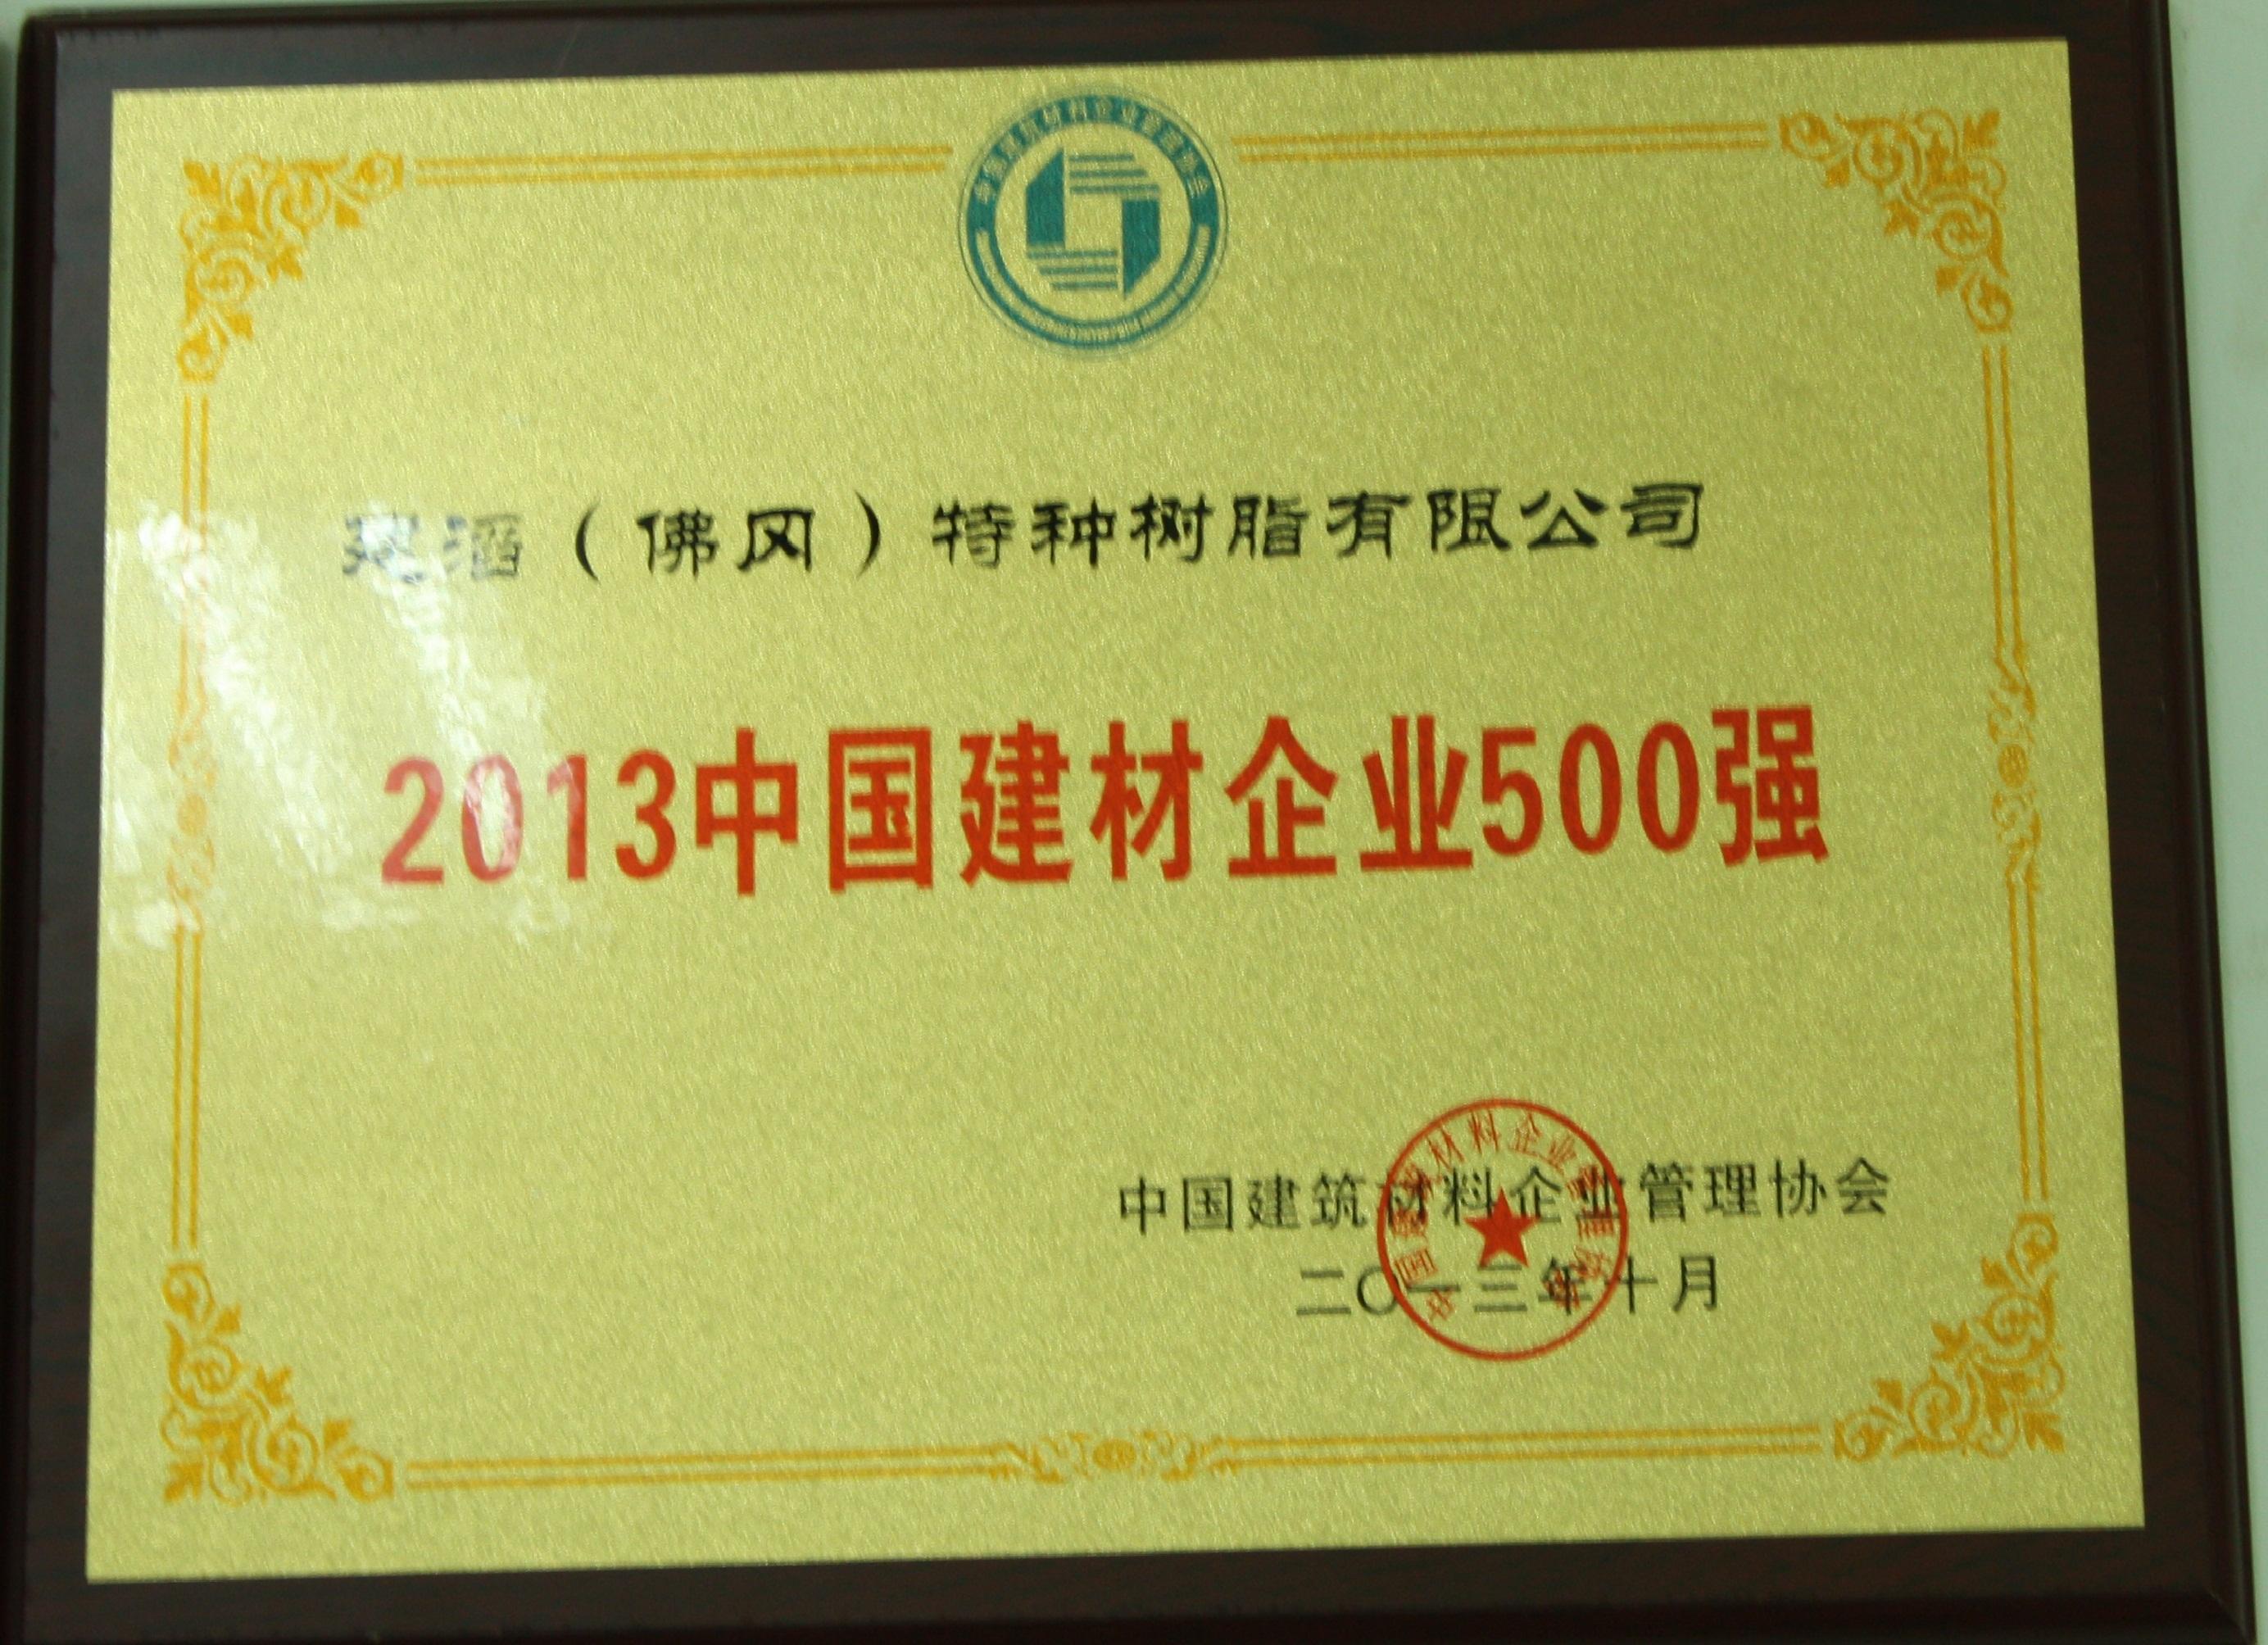 建滔（佛冈）特种树脂有限公司
2013中国建材企业500强
中国建筑材料企业管理协会
二〇一三年十月